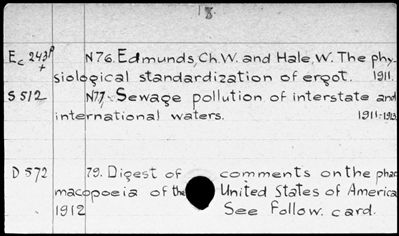 18.
Ec 243p N76. Edmunds, Ch. W. and Hale, W. The phy-
+ siological standardization of ergot. 1911.
S 512 N77. Sewage pollution of interstate and
international waters. 1911-1913
D 572 79. Digest of comments on the phar
macopoeia of the United States of America
1912 See follow. card.